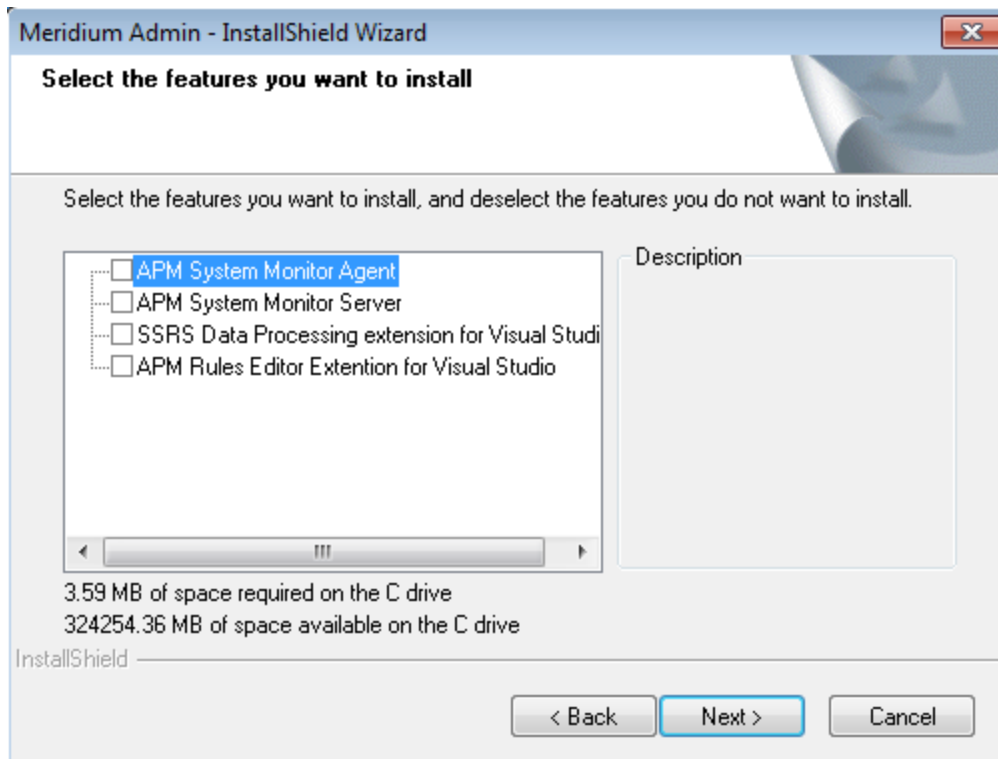 Meridium Admin - InstallShield Wizard
Select the features you want to install
Select the features you want to install, and deselect the features you do not want to install.
APM System Monitor Agent
APM System Monitor Server
SSRS Data Processing extension for Visual Studi
APM Rules Editor Extention for Visual Studio
Description
3.59 MB of space required on the C drive
324254.36 MB of space available on the C drive
InstallShield
< Back
Next >
Cancel